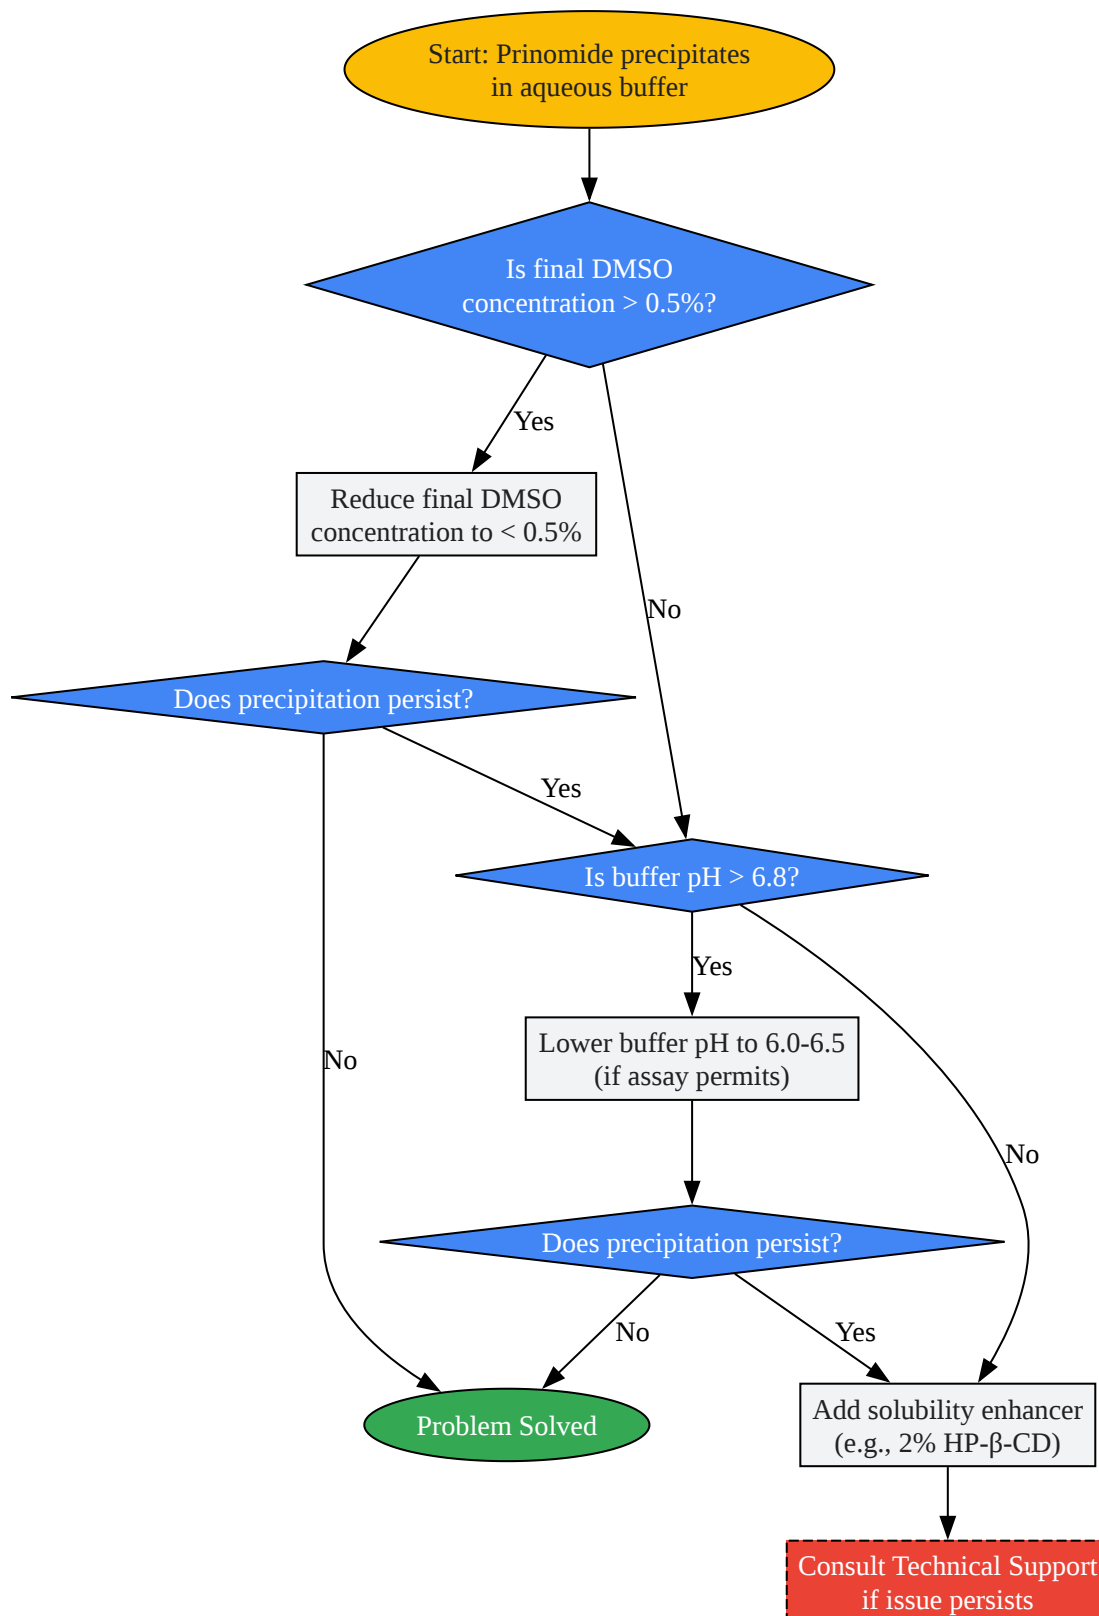 Start: Prinomide precipitates
in aqueous buffer
Is final DMSO
concentration > 0.5%?
Yes
Reduce final DMSO
concentration to < 0.5%
No
Does precipitation persist?
Yes
Is buffer pH > 6.8?
Yes
Lower buffer pH to 6.0-6.5
(if assay permits)
No
No
Does precipitation persist?
No
Yes
Problem Solved
Add solubility enhancer
(e.g., 2% HP-β-CD)
Consult Technical Support
if issue persists